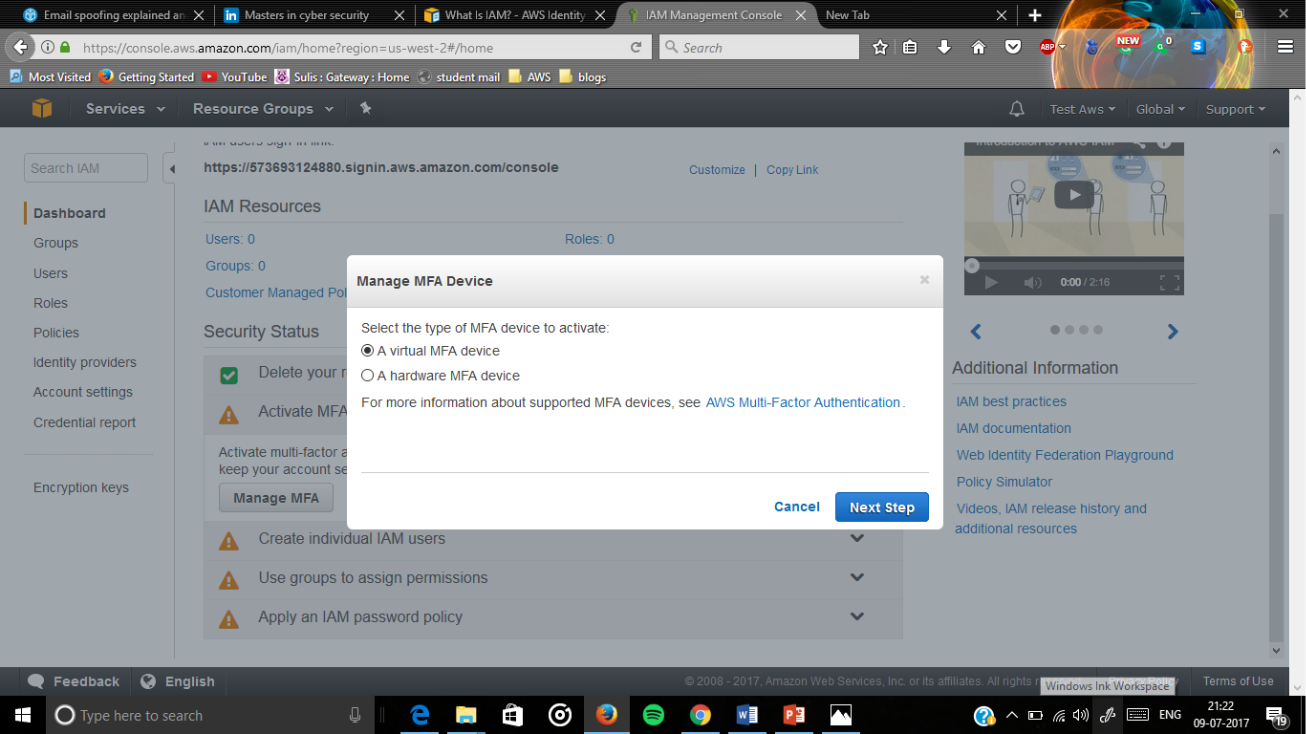 Email spoofing explained an
Masters in cyber security
What Is IAM? - AWS Identity
IAM Management Console
New Tab
https://console.aws.amazon.com/iam/home?region=us-west-2#/home
Search
ABP
NEW
0
Most Visited
Getting Started
YouTube
Sulis : Gateway : Home
student mail
AWS
blogs
Services
Resource Groups
Test Aws
Global
Support
Search IAM
Dashboard
Groups
Users
Roles
Policies
Identity providers
Account settings
Credential report
Encryption keys
IAM users sign-in link:
https://573693124880.signin.aws.amazon.com/console
Customize | Copy Link
IAM Resources
Users: 0
Roles: 0
Groups: 0
Customer Managed Pol
Security Status
Delete your r
Activate MFA
Activate multi-factor a
keep your account se
Manage MFA
Create individual IAM users
Use groups to assign permissions
Apply an IAM password policy
Manage MFA Device
Select the type of MFA device to activate:
A virtual MFA device
A hardware MFA device
For more information about supported MFA devices, see AWS Multi-Factor Authentication.
Cancel
Next Step
Introduction to AWS IAM
0:00 / 2:16
Additional Information
IAM best practices
IAM documentation
Web Identity Federation Playground
Policy Simulator
Videos, IAM release history and
additional resources
Feedback
English
© 2008 - 2017, Amazon Web Services, Inc. or its affiliates. All rights
Terms of Use
Windows Ink Workspace
Type here to search
ENG
21:22
09-07-2017
19